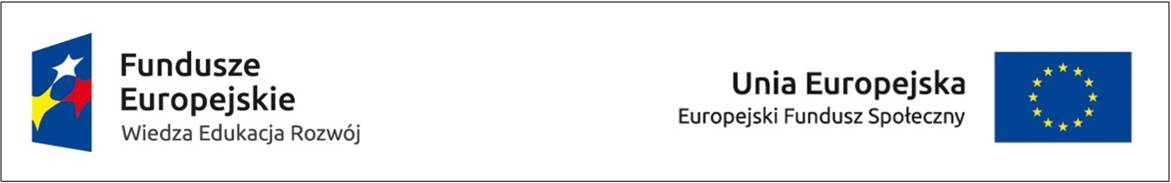 Fundusze
Europejskie
Wiedza Edukacja Rozwój
Unia Europejska
Europejski Fundusz Społeczny